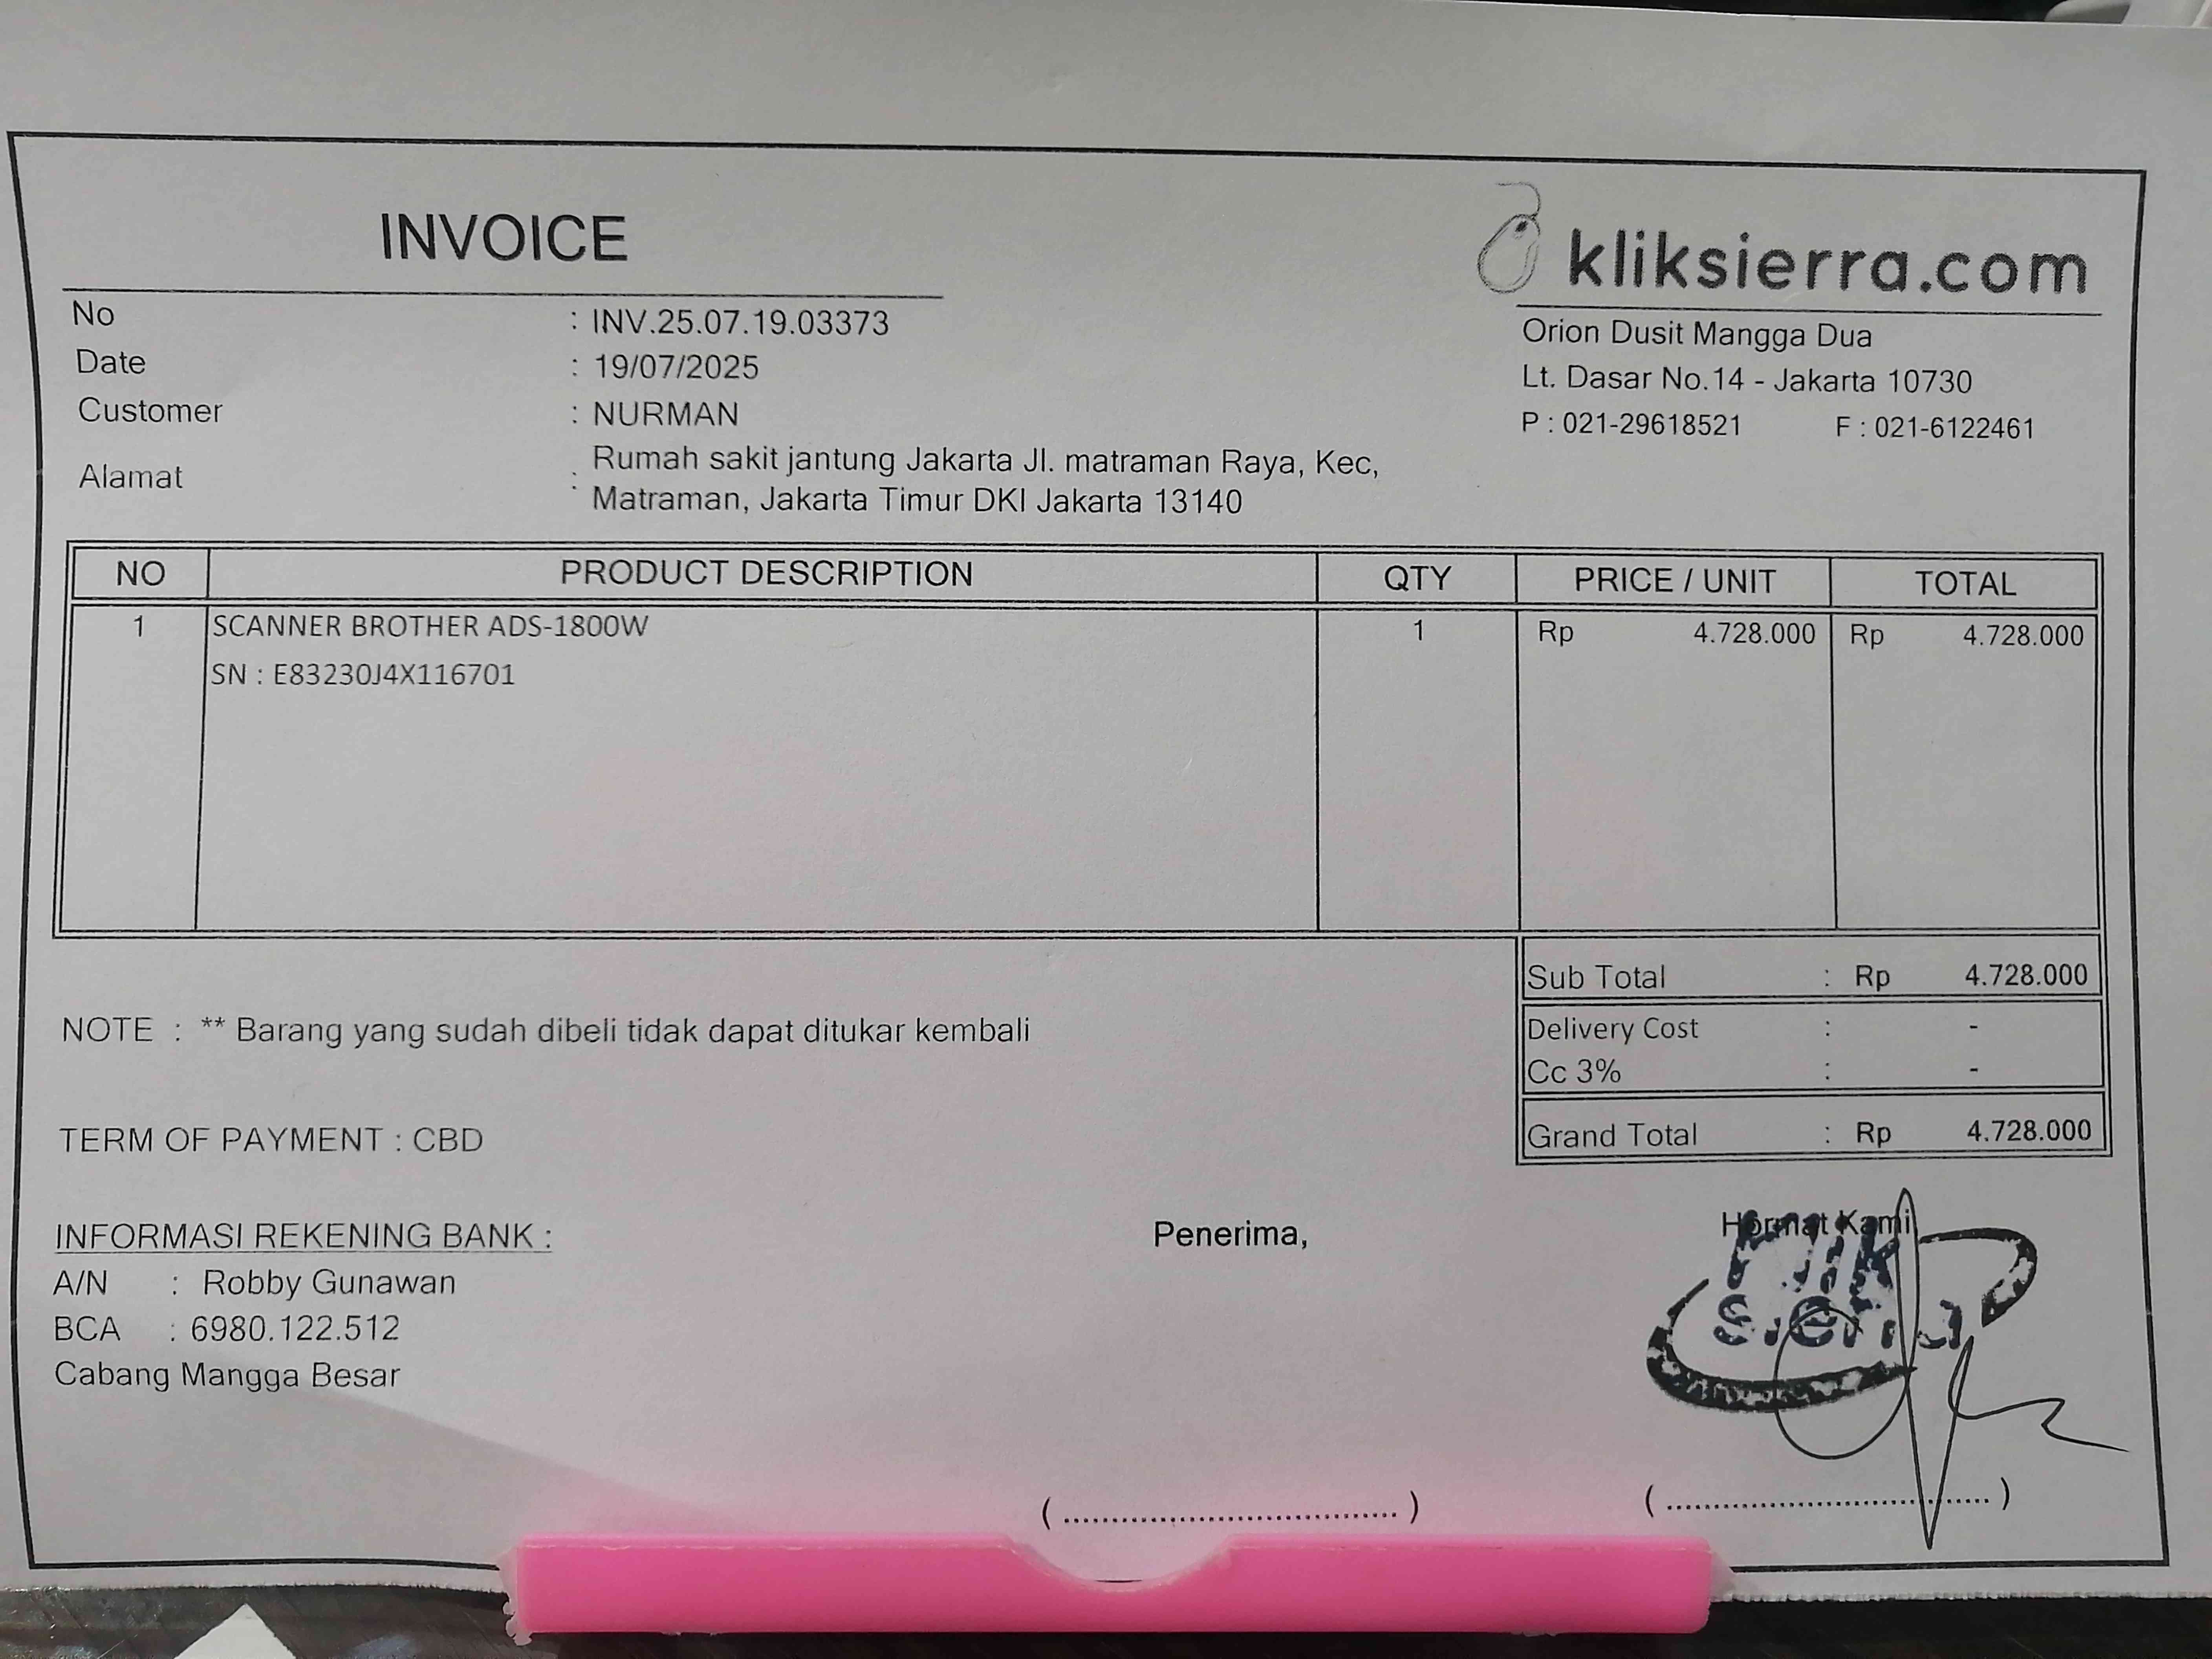 INVOICE
kliksierra.com
No : INV.25.07.19.03373
Date : 19/07/2025
Customer : NURMAN
Alamat : Rumah sakit jantung Jakarta Jl. matraman Raya, Kec,
Matraman, Jakarta Timur DKI Jakarta 13140
Orion Dusit Mangga Dua
Lt. Dasar No.14 - Jakarta 10730
P : 021-29618521 F : 021-6122461
NO PRODUCT DESCRIPTION QTY PRICE / UNIT TOTAL
1 SCANNER BROTHER ADS-1800W 1 Rp 4.728.000 Rp 4.728.000
SN : E83230J4X116701
Sub Total : Rp 4.728.000
Delivery Cost : -
Cc 3% : -
Grand Total : Rp 4.728.000
NOTE : ** Barang yang sudah dibeli tidak dapat ditukar kembali
TERM OF PAYMENT : CBD
INFORMASI REKENING BANK :
A/N : Robby Gunawan
BCA : 6980.122.512
Cabang Mangga Besar
Penerima,
(........................................)
Hormat Kami
klik
sierra
(........................................)